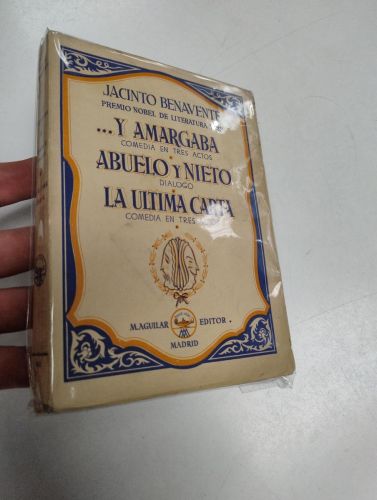 JACINTO BENAVENTE
PREMIO NOBEL DE LITERATURA
...Y AMARGABA
COMEDIA EN TRES ACTOS
ABUELO Y NIETO
DIALOGO
LA ULTIMA CARTA
COMEDIA EN TRES
M. AGUILAR EDITOR.
MADRID